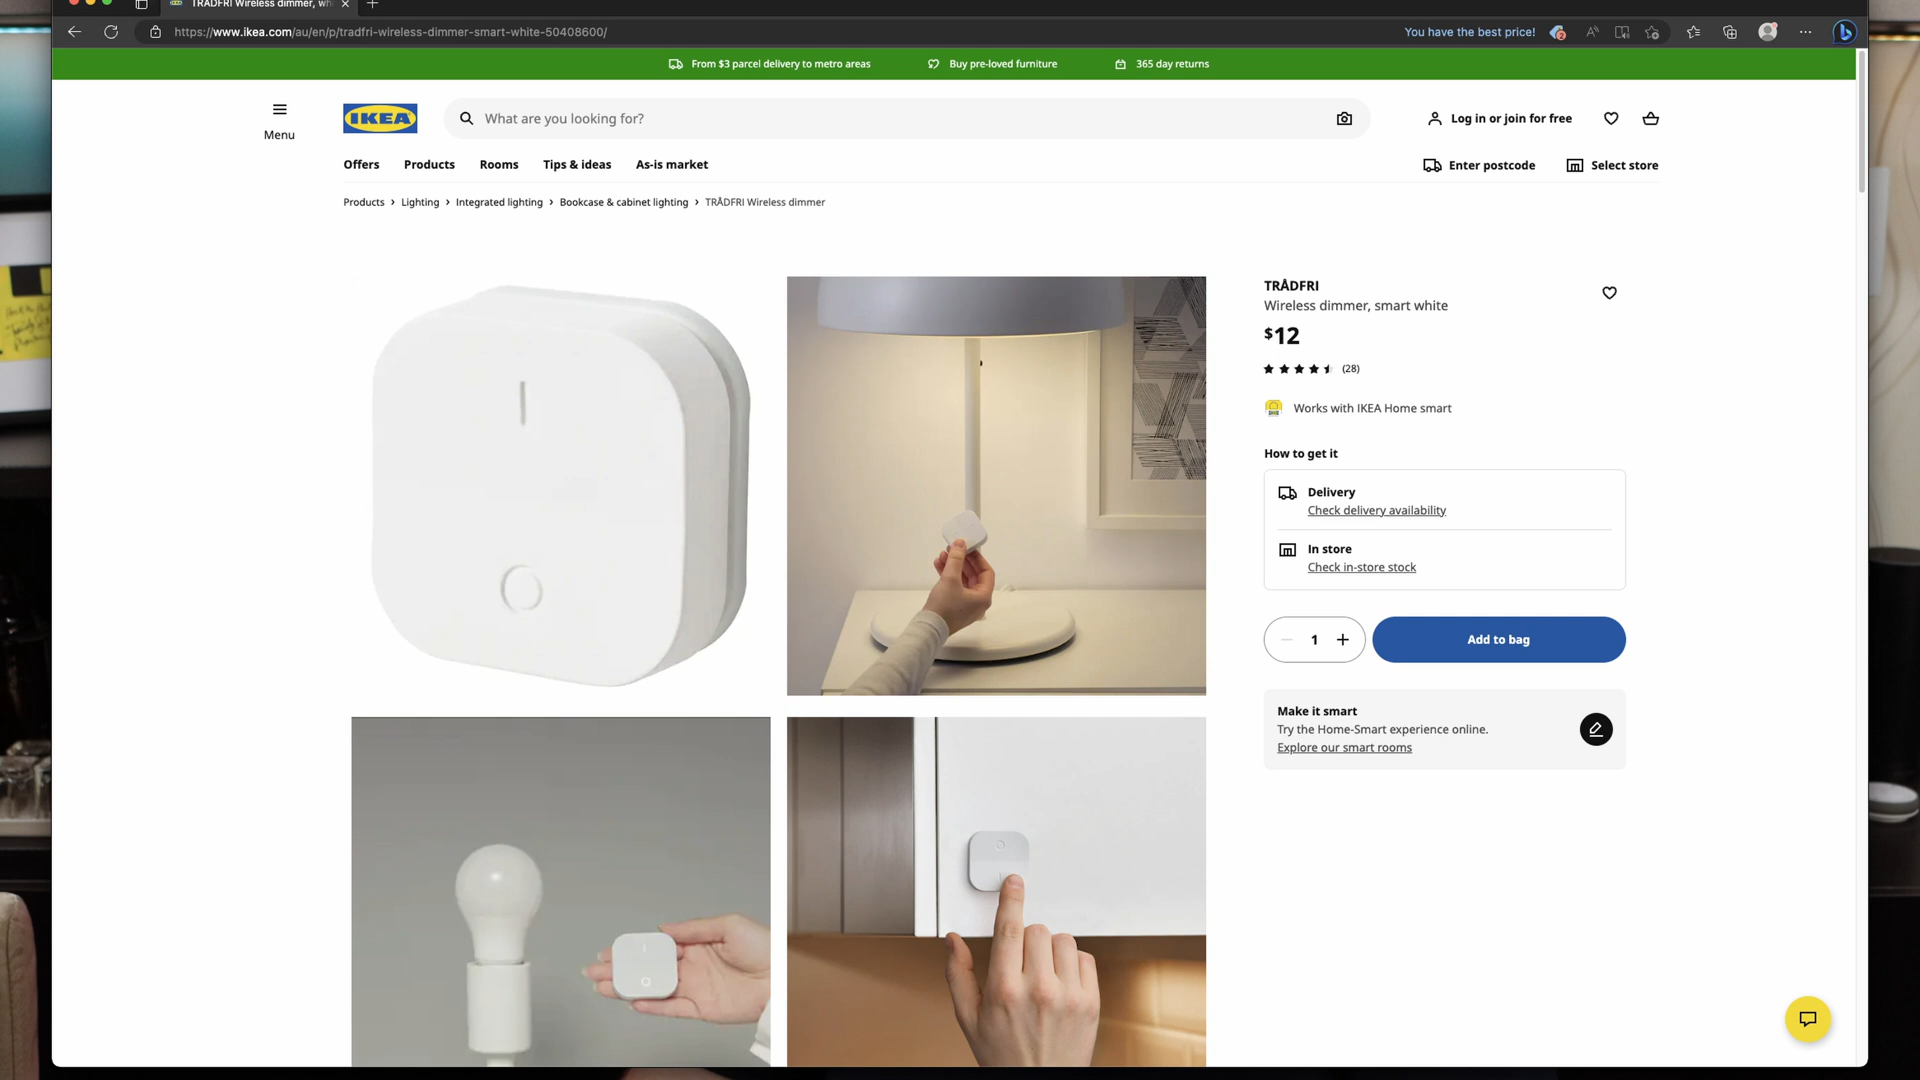 TRÅDFRI Wireless dimmer, wh
https://www.ikea.com/au/en/p/tradfri-wireless-dimmer-smart-white-50408600/
You have the best price!
2
From $3 parcel delivery to metro areas
Buy pre-loved furniture
365 day returns
Menu
IKEA
What are you looking for?
Log in or join for free
Offers
Products
Rooms
Tips & ideas
As-is market
Enter postcode
Select store
Products > Lighting > Integrated lighting > Bookcase & cabinet lighting > TRÅDFRI Wireless dimmer
TRÅDFRI
Wireless dimmer, smart white
$12
(28)
Works with IKEA Home smart
How to get it
Delivery
Check delivery availability
In store
Check in-store stock
1
Add to bag
Make it smart
Try the Home-Smart experience online.
Explore our smart rooms